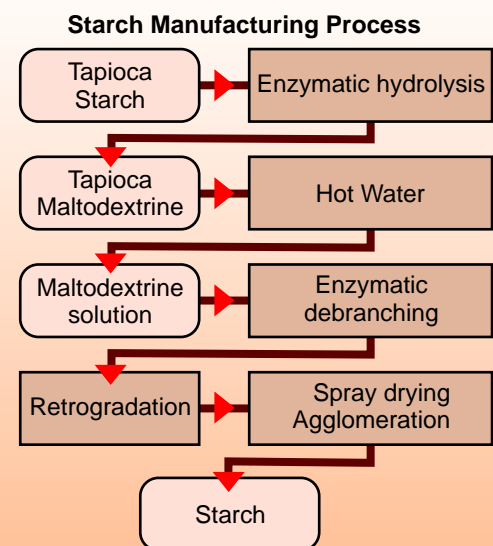 Starch Manufacturing Process
Tapioca
Starch
Enzymatic hydrolysis
Tapioca
Maltodextrine
Hot Water
Maltodextrine
solution
Enzymatic
debranching
Retrogradation
Spray drying
Agglomeration
Starch